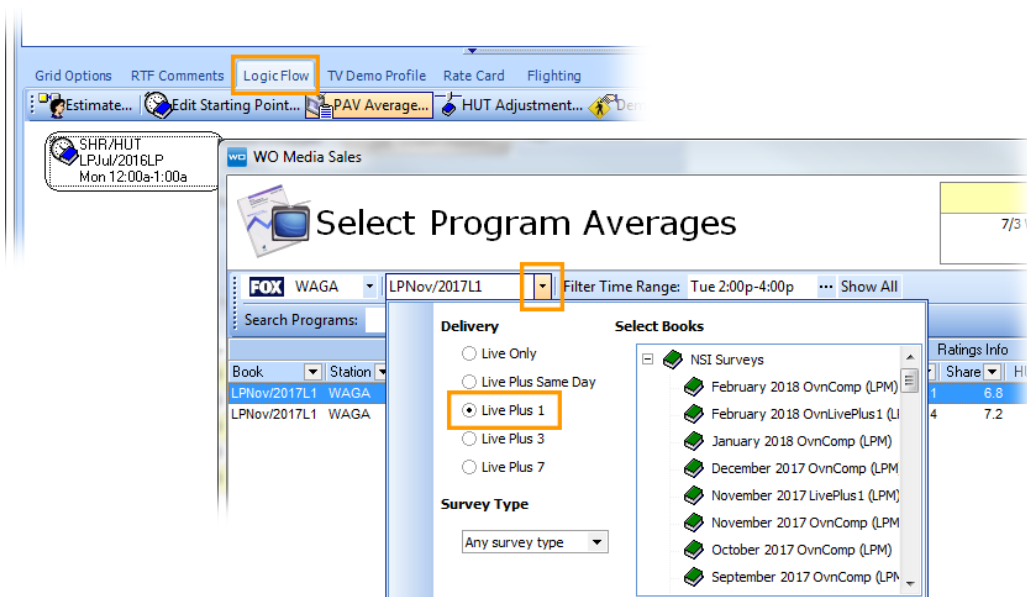 Grid Options RTF Comments Logic Flow TV Demo Profile Rate Card Flighting
Estimate... Edit Starting Point... PAV Average... HUT Adjustment...
SHR/HUT
LPJul/2016LP
Mon 12:00a-1:00a
WO WO Media Sales
Select Program Averages
7/3
FOX WAGA LPNov/2017L1 Filter Time Range: Tue 2:00p-4:00p ... Show All
Search Programs:
Delivery
Live Only
Live Plus Same Day
Live Plus 1
Live Plus 3
Live Plus 7
Survey Type
Any survey type
Select Books
NSI Surveys
February 2018 OvnComp (LPM)
February 2018 OvnLivePlus1 (L
January 2018 OvnComp (LPM)
December 2017 OvnComp (LPM
November 2017 LivePlus1 (LPM)
November 2017 OvnComp (LPM
October 2017 OvnComp (LPM)
September 2017 OvnComp (LPM
Ratings Info
Book Station Share H
LPNov/2017L1 WAGA 1 6.8
LPNov/2017L1 WAGA 4 7.2